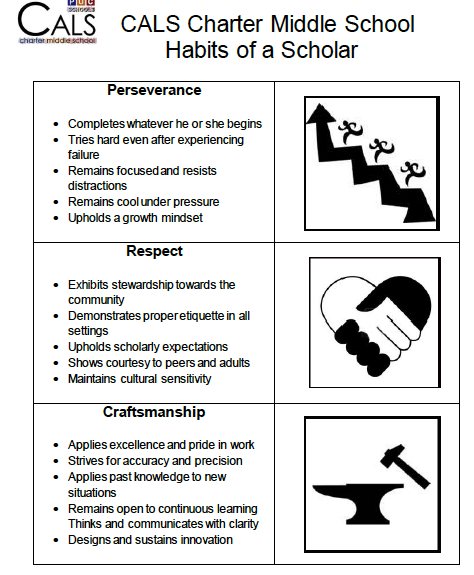 PUC
schools
CALS
charter middle school
CALS Charter Middle School
Habits of a Scholar
Perseverance
• Completes whatever he or she begins
• Tries hard even after experiencing
failure
• Remains focused and resists
distractions
• Remains cool under pressure
• Upholds a growth mindset
Respect
• Exhibits stewardship towards the
community
• Demonstrates proper etiquette in all
settings
• Upholds scholarly expectations
• Shows courtesy to peers and adults
• Maintains cultural sensitivity
Craftsmanship
• Applies excellence and pride in work
• Strives for accuracy and precision
• Applies past knowledge to new
situations
• Remains open to continuous learning
Thinks and communicates with clarity
• Designs and sustains innovation